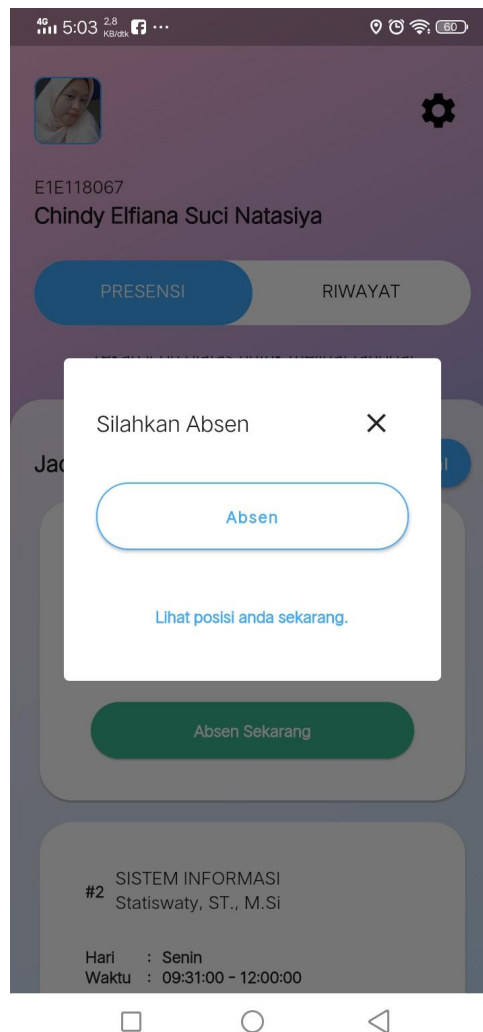 4G 5:03 2,8 KB/dtk ... 60
E1E118067
Chindy Elfiana Suci Natasiya
PRESENSI RIWAYAT
Silahkan Absen
Absen
Lihat posisi anda sekarang.
Absen Sekarang
#2 SISTEM INFORMASI
Statiswaty, ST., M.Si
Hari : Senin
Waktu : 09:31:00 - 12:00:00